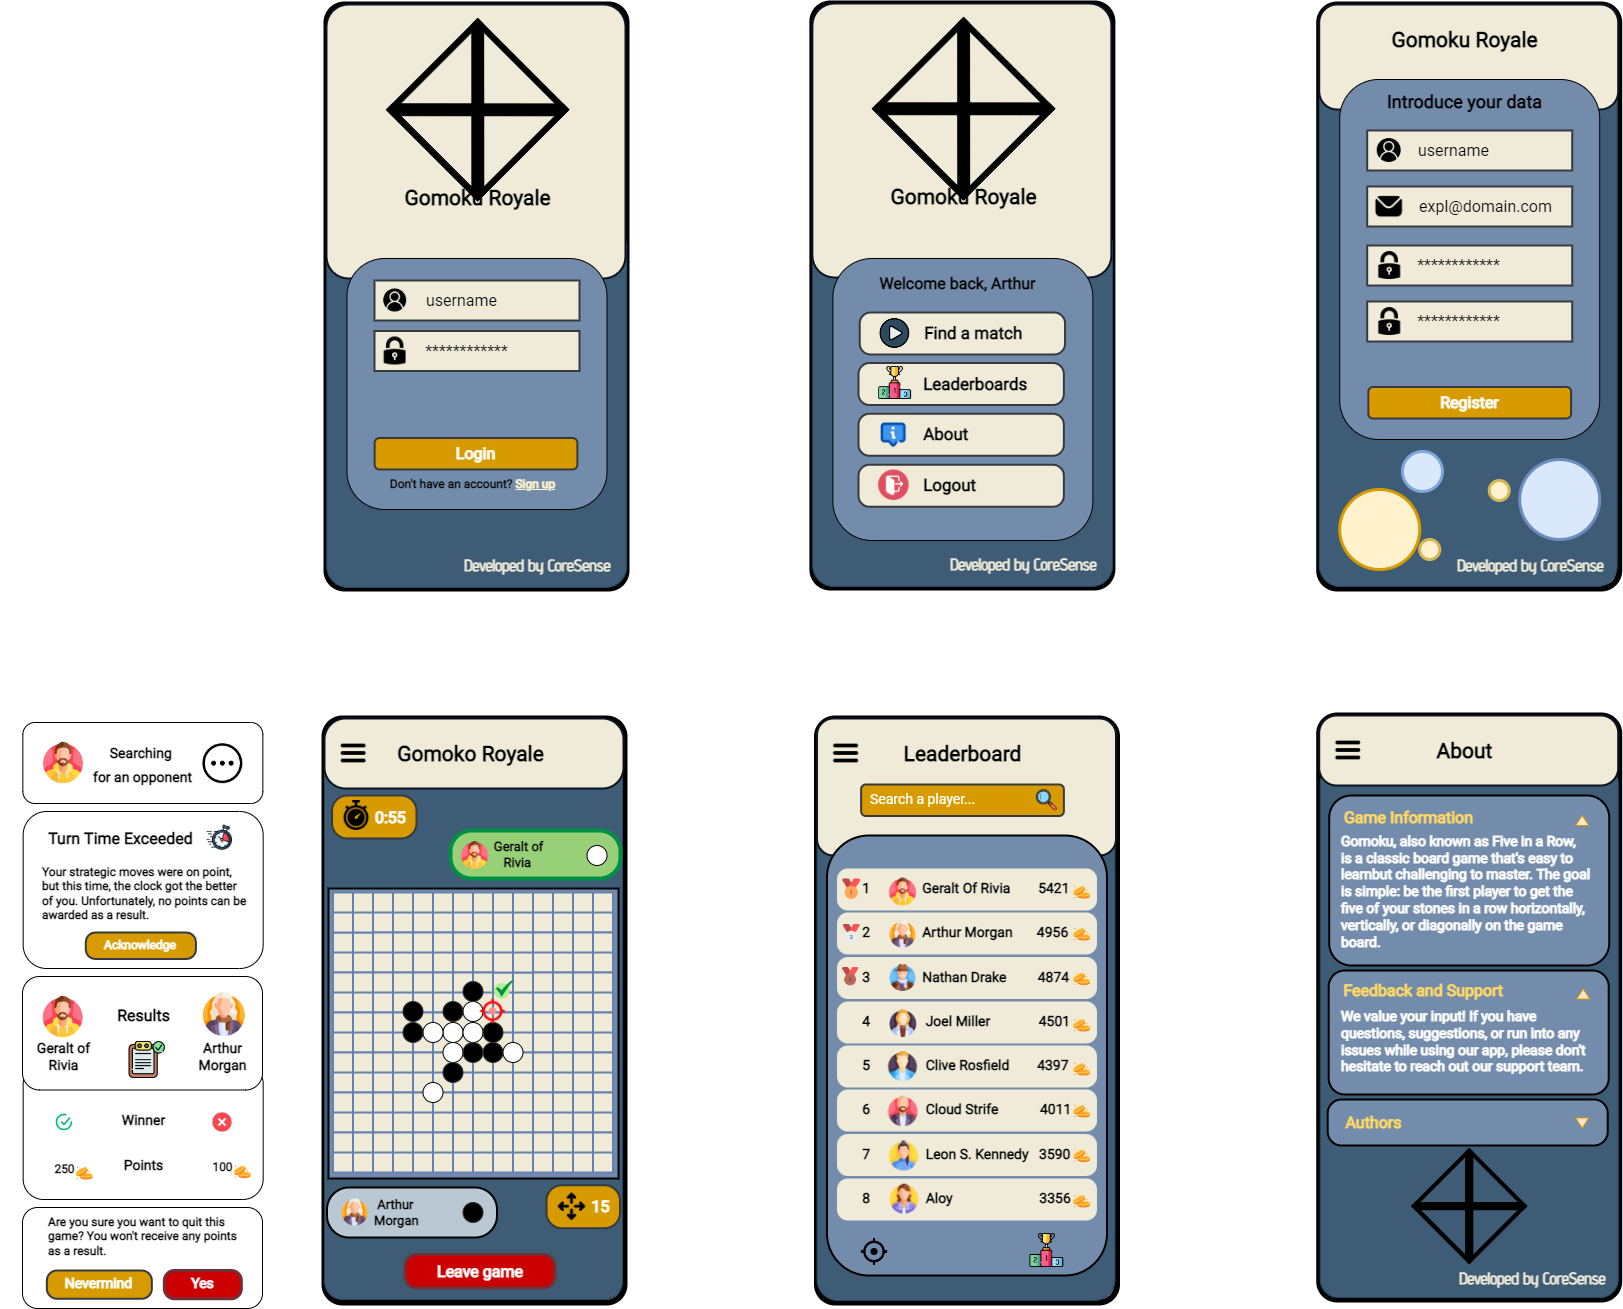 Gomoku Royale
username
************
Login
Don't have an account? Sign up
Developed by CoreSense
Gomoku Royale
Welcome back, Arthur
Find a match
Leaderboards
2 1 3
About
Logout
Developed by CoreSense
Gomoku Royale
Introduce your data
username
expl@domain.com
************
************
Register
Developed by CoreSense
Searching
for an opponent
Turn Time Exceeded
Your strategic moves were on point,
but this time, the clock got the better
of you. Unfortunately, no points can be
awarded as a result.
Acknowledge
Results
Geralt of
Rivia
Arthur
Morgan
Winner
250
Points
100
Are you sure you want to quit this
game? You won't receive any points
as a result.
Nevermind
Yes
Gomoko Royale
0:55
Geralt of
Rivia
Arthur
Morgan
15
Leave game
Leaderboard
Search a player...
1 Geralt Of Rivia 5421
2 Arthur Morgan 4956
3 Nathan Drake 4874
4 Joel Miller 4501
5 Clive Rosfield 4397
6 Cloud Strife 4011
7 Leon S. Kennedy 3590
8 Aloy 3356
2 1 3
About
Game Information
Gomoku, also known as Five in a Row,
is a classic board game that's easy to
learnbut challenging to master. The goal
is simple: be the first player to get the
five of your stones in a row horizontally,
vertically, or diagonally on the game
board.
Feedback and Support
We value your input! If you have
questions, suggestions, or run into any
issues while using our app, please don't
hesitate to reach out our support team.
Authors
Developed by CoreSense